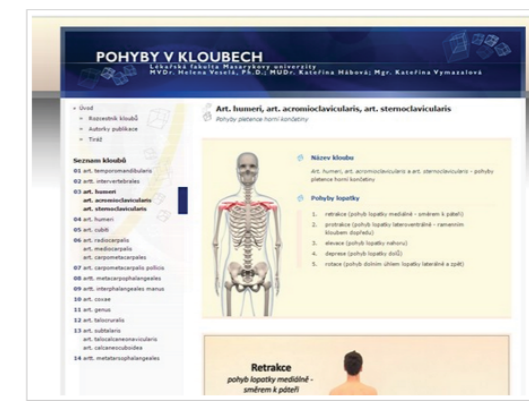 POHYBY V KLOUBECH
Lékařská fakulta Masarykovy univerzity
MVDr. Helena Veselá, Ph.D.; MUDr. Kateřina Hábová; Mgr. Kateřina Vymazalová
Úvod
Rozcestník kloubů
Autorky publikace
Tiráž
Seznam kloubů
01 art. temporomandibularis
02 artt. intervertebrales
03 art. humeri
art. acromioclavicularis
art. sternoclavicularis
04 art. humeri
05 art. cubiti
06 art. radiocarpalis
art. mediocarpalis
art. carpometacarpales
07 art. carpometacarpalis pollicis
08 artt. metacarpophalangeales
09 artt. interphalangeales manus
10 art. coxae
11 art. genus
12 art. talocruralis
13 art. subtalaris
art. talocalcaneonavicularis
art. calcaneocuboidea
14 artt. metatarsophalangeales
Art. humeri, art. acromioclavicularis, art. sternoclavicularis
Pohyby pletence horní končetiny
Název kloubu
Art. humeri, art. acromioclavicularis a art. sternoclavicularis - pohyby
pletence horní končetiny
Pohyby lopatky
1. retrakce (pohyb lopatky mediálně - směrem k páteři)
2. protrakce (pohyb lopatky lateroventrálně - ramenním
kloubem dopředu)
3. elevace (pohyb lopatky nahoru)
4. deprese (pohyb lopatky dolů)
5. rotace (pohyb dolním úhlem lopatky laterálně a zpět)
Retrakce
pohyb lopatky mediálně -
směrem k páteři